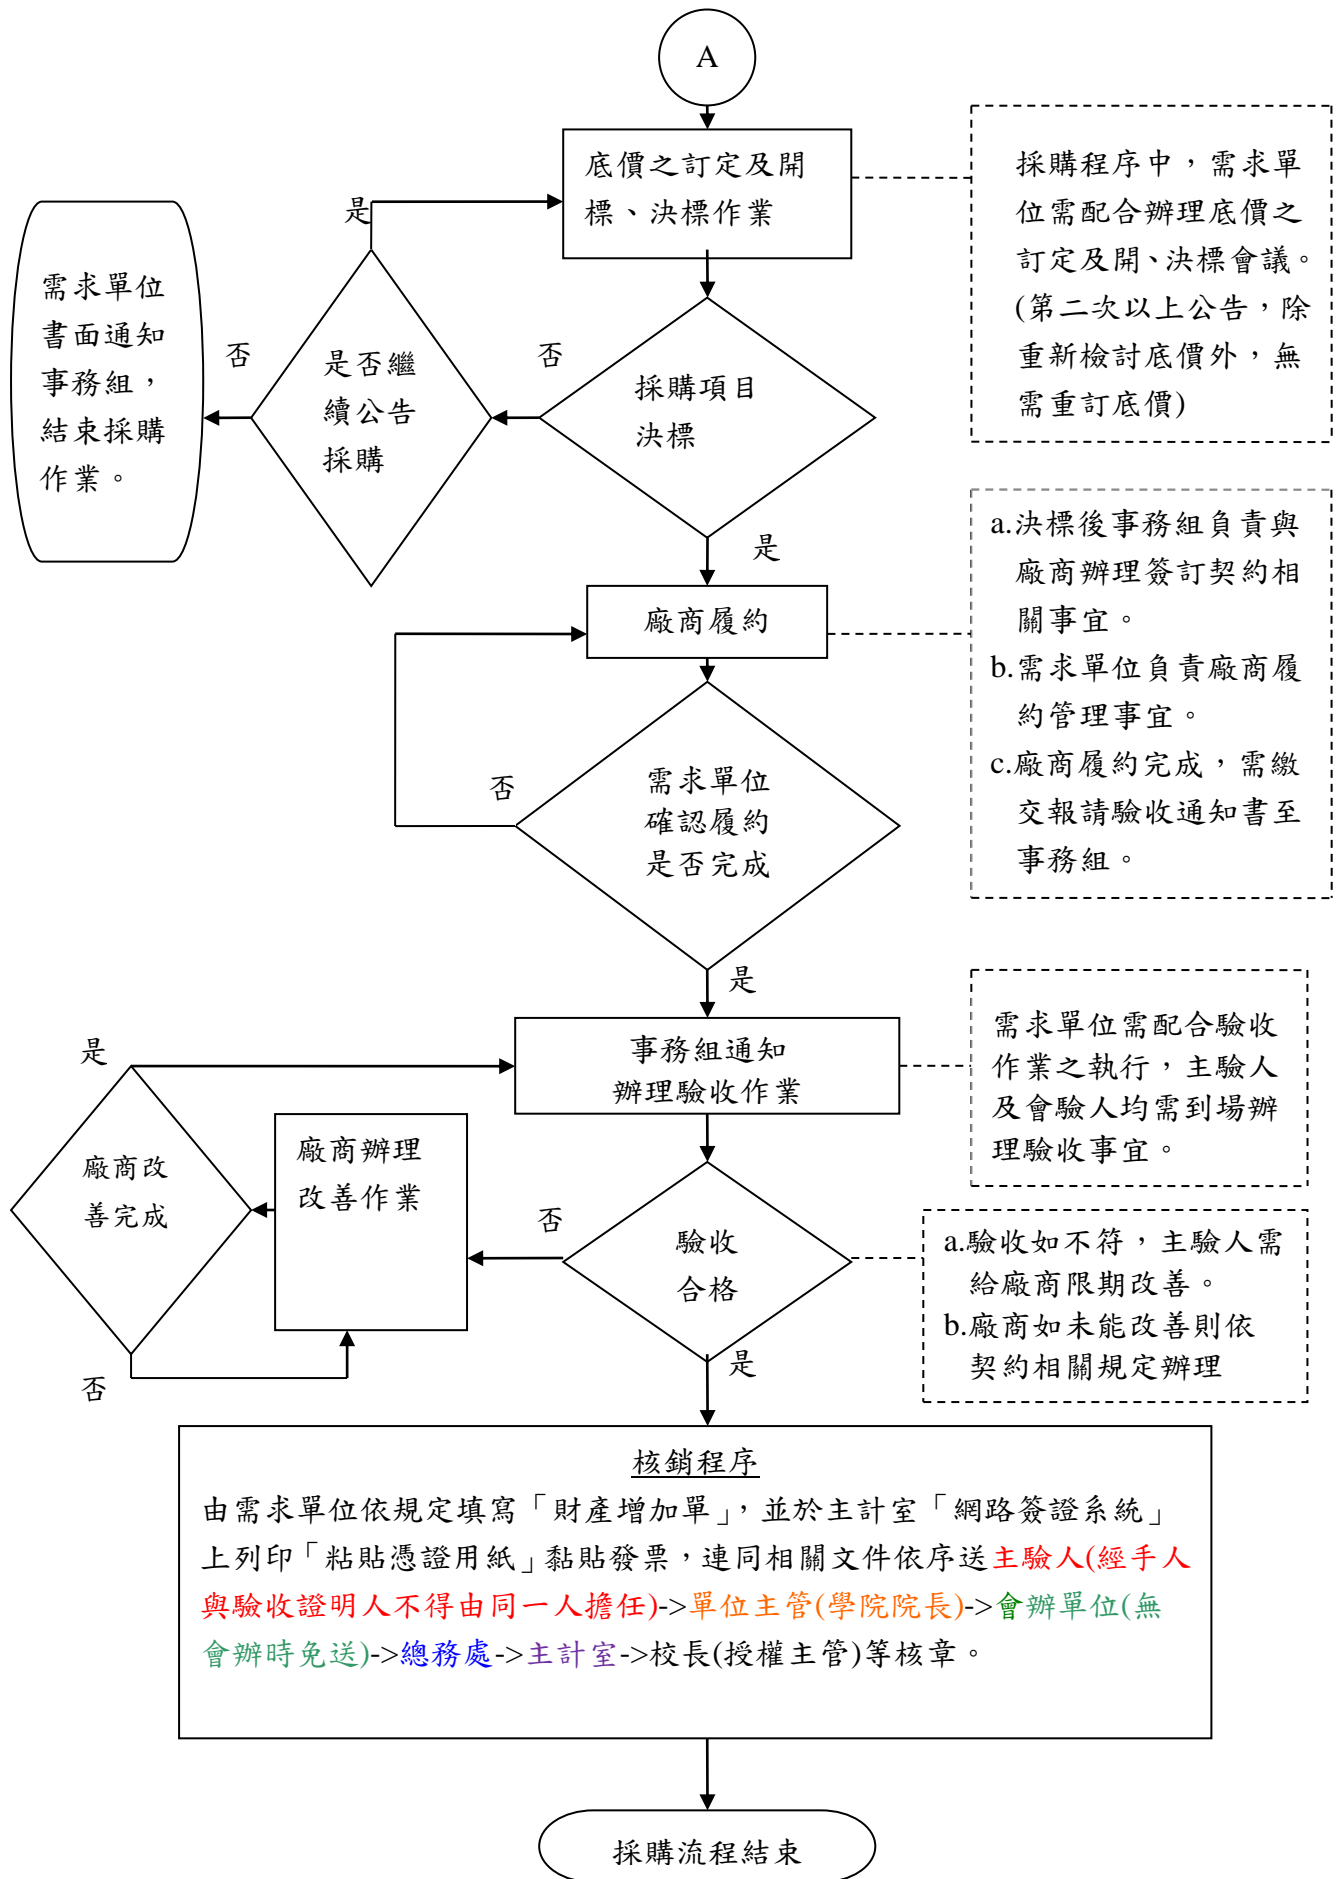 A
底價之訂定及開
標、決標作業
採購程序中，需求單
位需配合辦理底價之
訂定及開、決標會議。
(第二次以上公告，除
重新檢討底價外，無
需重訂底價)
是
需求單位
書面通知
事務組，
結束採購
作業。
否
是否繼
續公告
採購
否
採購項目
決標
是
a.決標後事務組負責與
廠商辦理簽訂契約相
關事宜。
b.需求單位負責廠商履
約管理事宜。
c.廠商履約完成，需繳
交報請驗收通知書至
事務組。
廠商履約
否
需求單位
確認履約
是否完成
是
事務組通知
辦理驗收作業
需求單位需配合驗收
作業之執行，主驗人
及會驗人均需到場辦
理驗收事宜。
是
廠商改
善完成
廠商辦理
改善作業
否
驗收
合格
a.驗收如不符，主驗人需
給廠商限期改善。
b.廠商如未能改善則依
契約相關規定辦理
否
是
核銷程序
由需求單位依規定填寫「財產增加單」，並於主計室「網路簽證系統」
上列印「粘貼憑證用紙」黏貼發票，連同相關文件依序送主驗人(經手人
與驗收證明人不得由同一人擔任)->單位主管(學院院長)->會辦單位(無
會辦時免送)->總務處->主計室->校長(授權主管)等核章。
採購流程結束